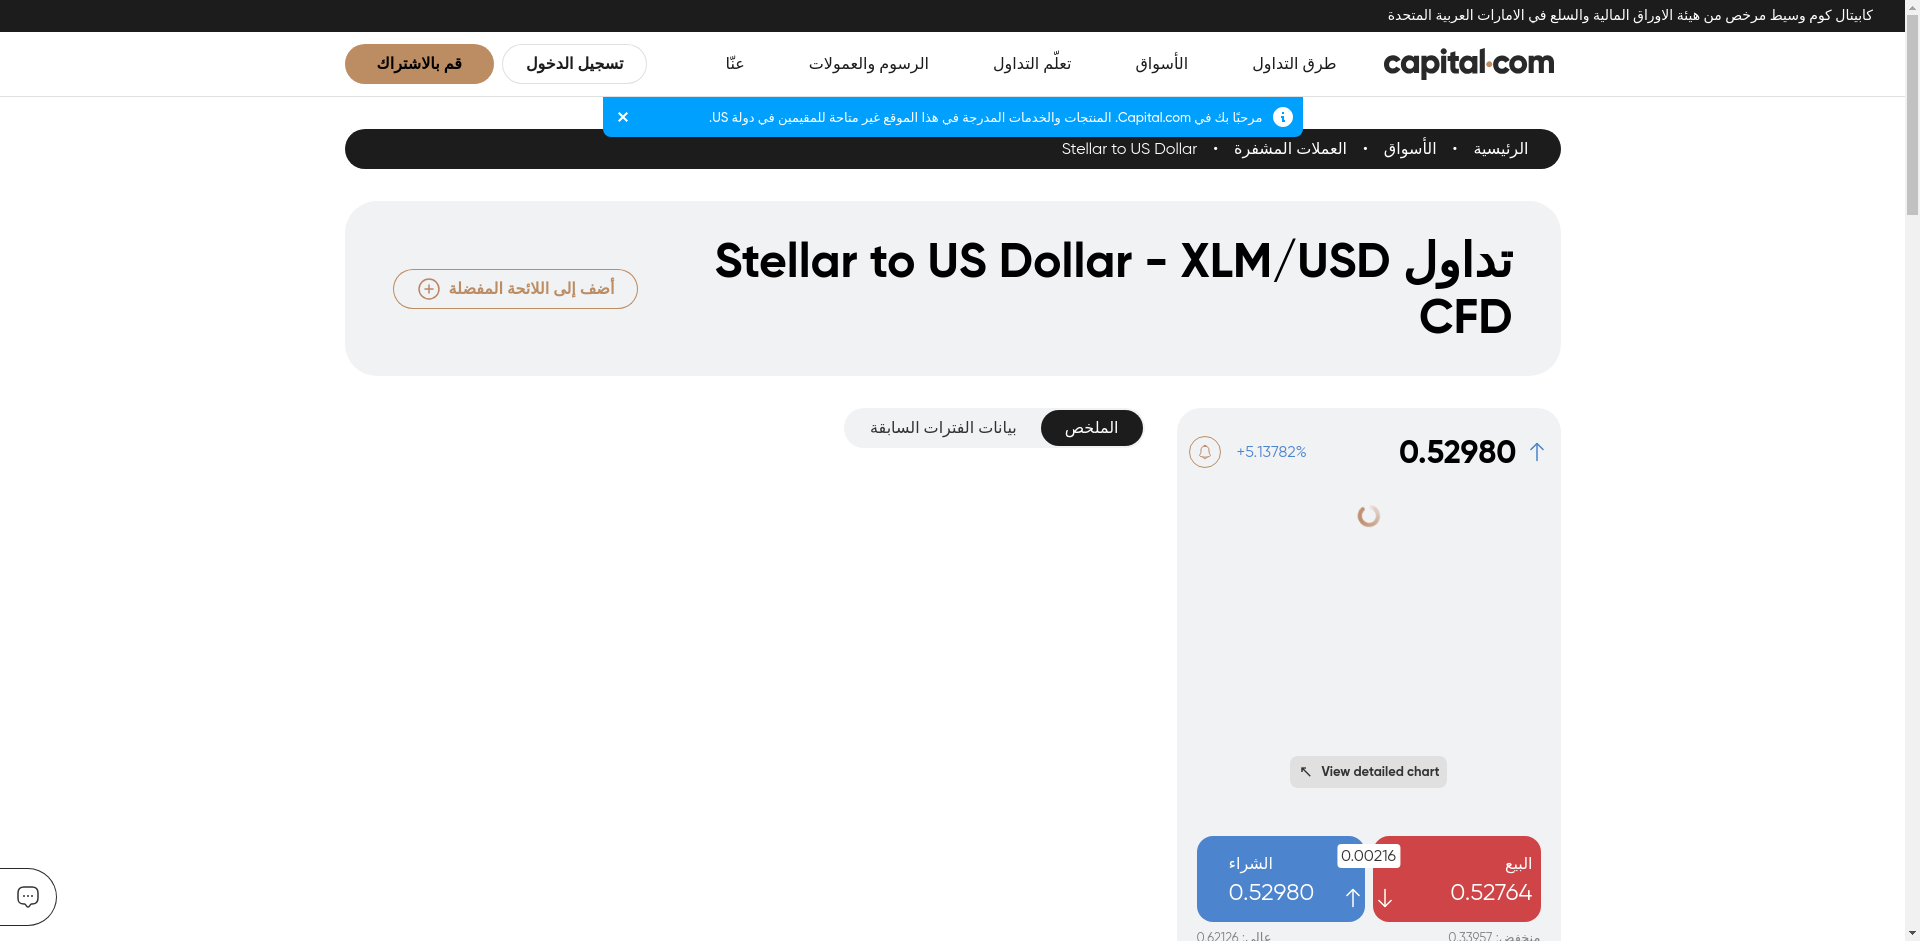 كابيتال كوم وسيط مرخص من هيئة الاوراق المالية والسلع في الامارات العربية المتحدة
capital.com
طرق التداول
الأسواق
تعلّم التداول
الرسوم والعمولات
عنّا
تسجيل الدخول
قم بالاشتراك
مرحبًا بك في Capital.com. المنتجات والخدمات المدرجة في هذا الموقع غير متاحة للمقيمين في دولة US.
الرئيسية • الأسواق • العملات المشفرة • Stellar to US Dollar
تداول Stellar to US Dollar - XLM/USD
CFD
أضف إلى اللائحة المفضلة
0.52980
+5.13782%
الملخص
بيانات الفترات السابقة
View detailed chart
البيع
0.52764
0.00216
الشراء
0.52980
منخفض: 0.33957
عالي: 0.62126